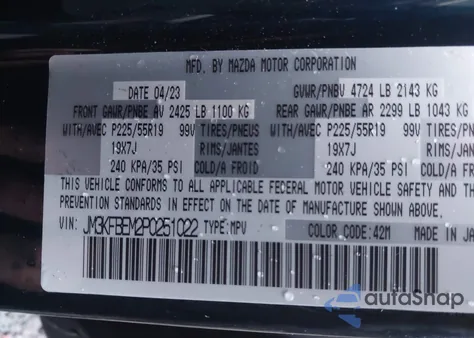 MFD. BY MAZDA MOTOR CORPORATION
DATE 04/23 GVWR/PNBV 4724 LB 2143 KG
FRONT GAWR/PNBE AV 2425 LB 1100 KG REAR GAWR/PNBE AR 2299 LB 1043 KG
WITH/AVEC P225/55R19 99V TIRES/PNEUS WITH/AVEC P225/55R19 99V TIRES/PNEUS
19X7J RIMS/JANTES 19X7J RIMS/JANTES
240 KPA/35 PSI COLD/A FROID 240 KPA/35 PSI COLD/A
THIS VEHICLE CONFORMS TO ALL APPLICABLE FEDERAL MOTOR VEHICLE SAFETY AND
PREVENTION STANDARDS IN EFFECT ON THE DATE OF MANUFACTURE SHOWN ABOVE.
VIN: JM3KFBEM2P0251022 TYPE: MPV COLOR CODE: 42M MADE IN
autoSnap